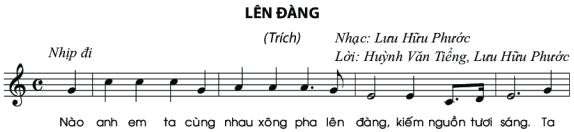 LÊN ĐÀNG
(Trích)
Nhạc: Lưu Hữu Phước
Nhịp đi
Lời: Huỳnh Văn Tiểng, Lưu Hữu Phước
Nào anh em ta cùng nhau xông pha lên đàng, kiếm nguồn tươi sáng. Ta